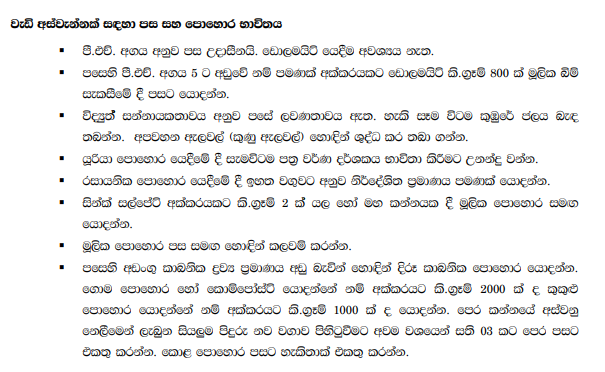 වැඩි අස්වැන්නක් සඳහා පස සහ පොහොර භාවිතය
▪ පී.එච්. අගය අනුව පස උදාසීනයි. ඩොලමයිට් යෙදීම අවශ්‍යය නැත.
▪ පසෙහි පී.එච්. අගය 5 ට අඩුවේ නම් පමණක් අක්කරයකට ඩොලමයිට් කි.ග්‍රෑම් 800 ක් මූලික බිම්
සැකසීමේ දී පසට යොදන්න.
▪ විද්‍යුත් සන්නායකතාවය අනුව පසේ ලවණතාවය ඇත. හැකි සෑම විටම කුඹුරේ ජලය බැඳ
තබන්න. අපවහන ඇලවල් (කුණු ඇලවල්) හොඳින් ශුද්ධ කර තබා ගන්න.
▪ යූරියා පොහොර යෙදීමේ දී සැමවිටම පත්‍ර වර්ණ දර්ශකය භාවිතා කිරීමට උනන්දු වන්න.
▪ රසායනික පොහොර යෙදීමේ දී ඉහත වගුවට අනුව නිර්දේශිත ප්‍රමාණය පමණක් යොදන්න.
▪ සින්ක් සල්පේට් අක්කරයකට කි.ග්‍රෑම් 2 ක් යල හෝ මහ කන්නයක දී මූලික පොහොර සමඟ
යොදන්න.
▪ මූලික පොහොර පස සමඟ හොඳින් කලවම් කරන්න.
▪ පසෙහි අඩංගු කාබනික ද්‍රව්‍ය ප්‍රමාණය අඩු බැවින් හොඳින් දිරූ කාබනික පොහොර යොදන්න.
ගොම පොහොර හෝ කොම්පෝස්ට් යොදන්නේ නම් අක්කරයට කි.ග්‍රෑම් 2000 ක් ද කුකුළු
පොහොර යොදන්නේ නම් අක්කරයට කි.ග්‍රෑම් 1000 ක් ද යොදන්න. පෙර කන්නයේ අස්වනු
නෙලීමෙන් ලැබුන සියලුම පිදුරු නව වගාව පිහිටුවීමට අවම වශයෙන් සති 03 කට පෙර පසට
එකතු කරන්න. කොළ පොහොර පසට හැකිතාක් එකතු කරන්න.